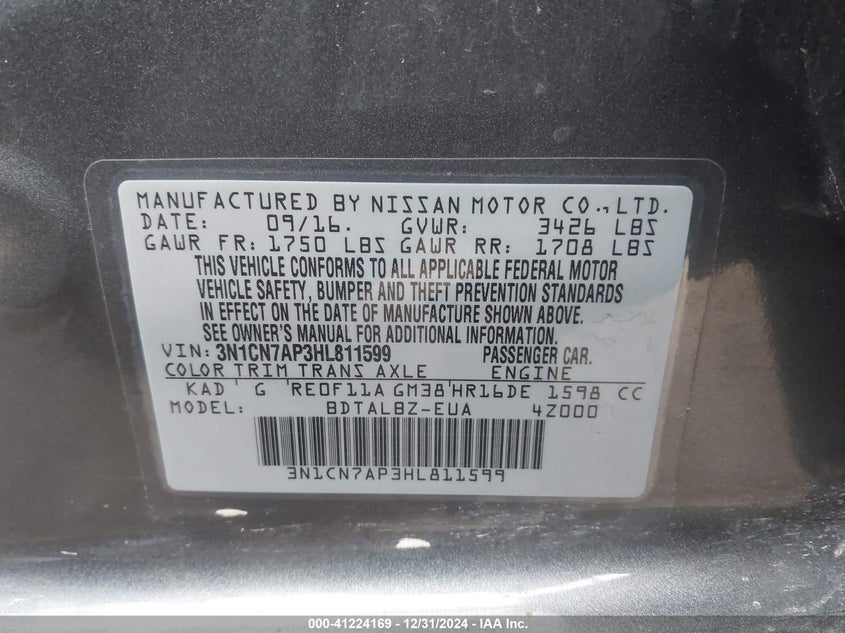 MANUFACTURED BY NISSAN MOTOR CO., LTD.
DATE: 09/16. GVWR: 3426 LBS
GAWR FR: 1750 LBS GAWR RR: 1708 LBS
THIS VEHICLE CONFORMS TO ALL APPLICABLE FEDERAL MOTOR
VEHICLE SAFETY, BUMPER AND THEFT PREVENTION STANDARDS
IN EFFECT ON THE DATE OF MANUFACTURE SHOWN ABOVE.
SEE OWNER'S MANUAL FOR ADDITIONAL INFORMATION.
VIN: 3N1CN7AP3HL811599 PASSENGER CAR.
COLOR TRIM TRANS AXLE ENGINE
KAD G RE0F11A GM38 HR16DE 1598 CC
MODEL: BDTALBZ-EUA 4Z000
3N1CN7AP3HL811599
000-41224169 - 12/31/2024 - IAA Inc.